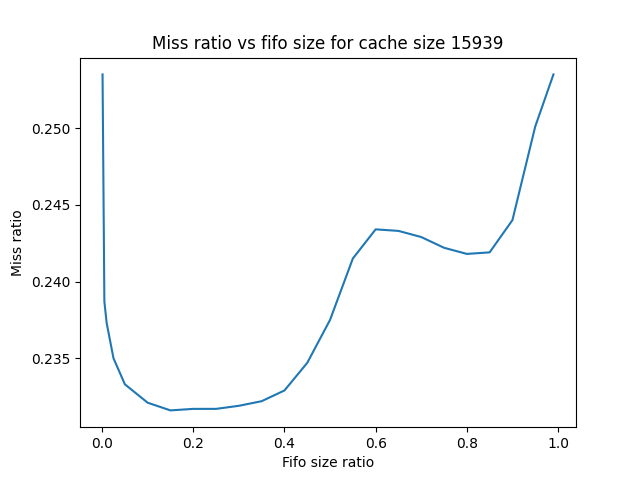 Miss ratio vs fifo size for cache size 15939
Miss ratio
0.250
0.245
0.240
0.235
0.0 0.2 0.4 0.6 0.8 1.0
Fifo size ratio